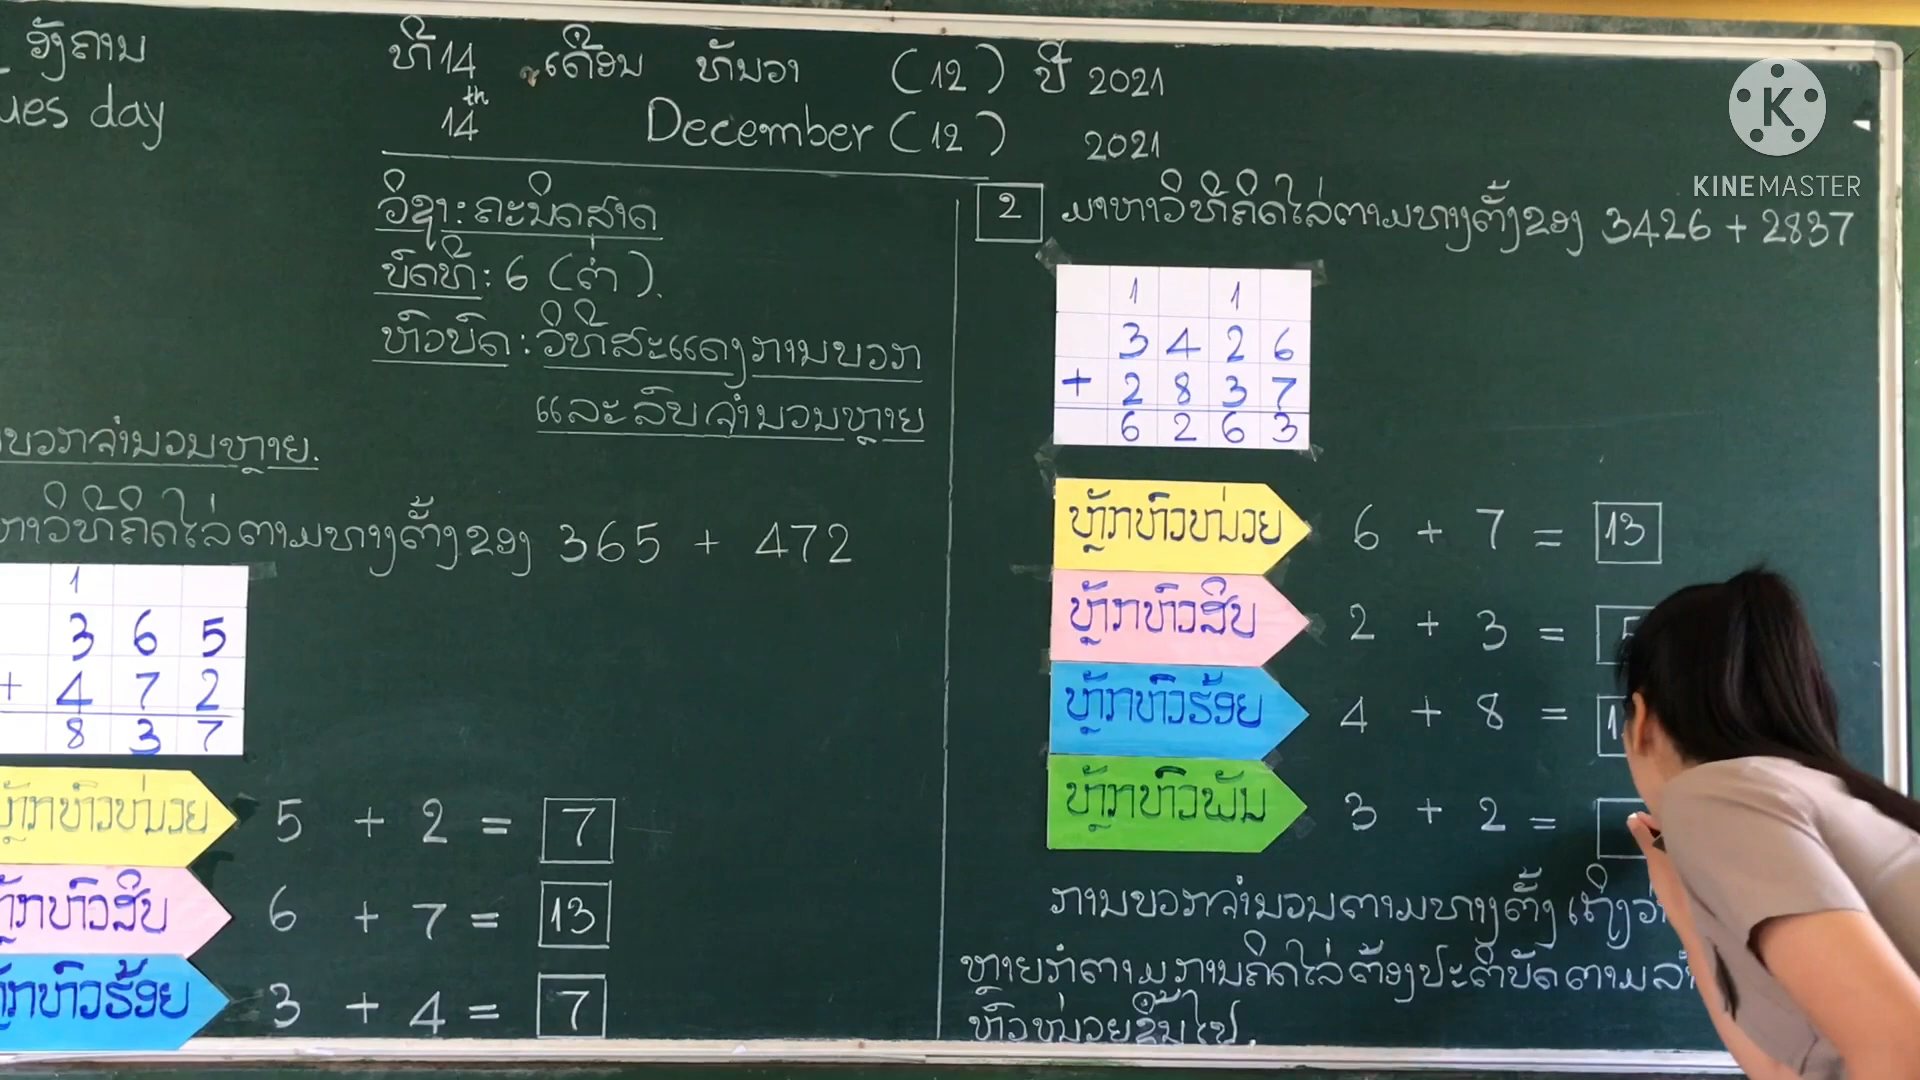 ອັງຄານ ທີ 14 ເດືອນ ທັນວາ (12) ປີ 2021
ues day 14th December (12) 2021
ວິຊາ: ຄະນິດສາດ
ບົດທີ: 6 (ຕໍ່).
ຫົວບົດ: ວິທີສະແດງການບວກ
ແລະລົບຈຳນວນຫຼາຍ
ບວກຈຳນວນຫຼາຍ.
ຫາວິທີຄິດໄລ່ຕາມທາງຕັ້ງຂອງ 365 + 472
1
3 6 5
+ 4 7 2
8 3 7
ຫຼັກຫົວໜ່ວຍ 5 + 2 = 7
ຫຼັກຫົວສິບ 6 + 7 = 13
ຫຼັກຫົວຮ້ອຍ 3 + 4 = 7
2 ມາຫາວິທີຄິດໄລ່ຕາມທາງຕັ້ງຂອງ 3426 + 2837
1 1
3 4 2 6
+ 2 8 3 7
6 2 6 3
ຫຼັກຫົວໜ່ວຍ 6 + 7 = 13
ຫຼັກຫົວສິບ 2 + 3 = 5
ຫຼັກຫົວຮ້ອຍ 4 + 8 = 1
ຫຼັກຫົວພັນ 3 + 2 =
ການບວກຈຳນວນຕາມທາງຕັ້ງ ເຖິງວ່າ
ຫຼາຍກໍຕາມການຄິດໄລ່ຕ້ອງປະຕິບັດຕາມ
ຫົວໜ່ວຍຂຶ້ນໄປ.
K
KINEMASTER